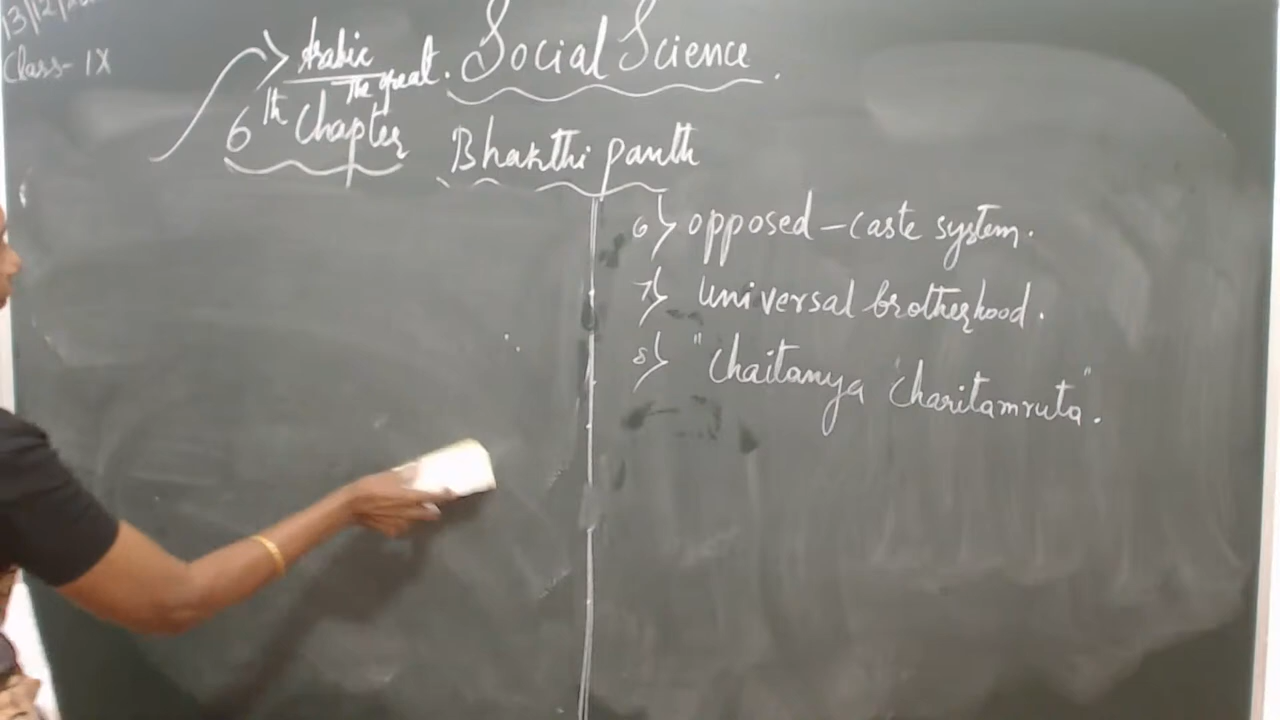 13/12/
Class- IX
Arabic
The great.
Social Science.
6th Chapter
Bhakthi panth
6) opposed - caste system.
7) universal brotherhood.
8) "Chaitanya Charitamruta".